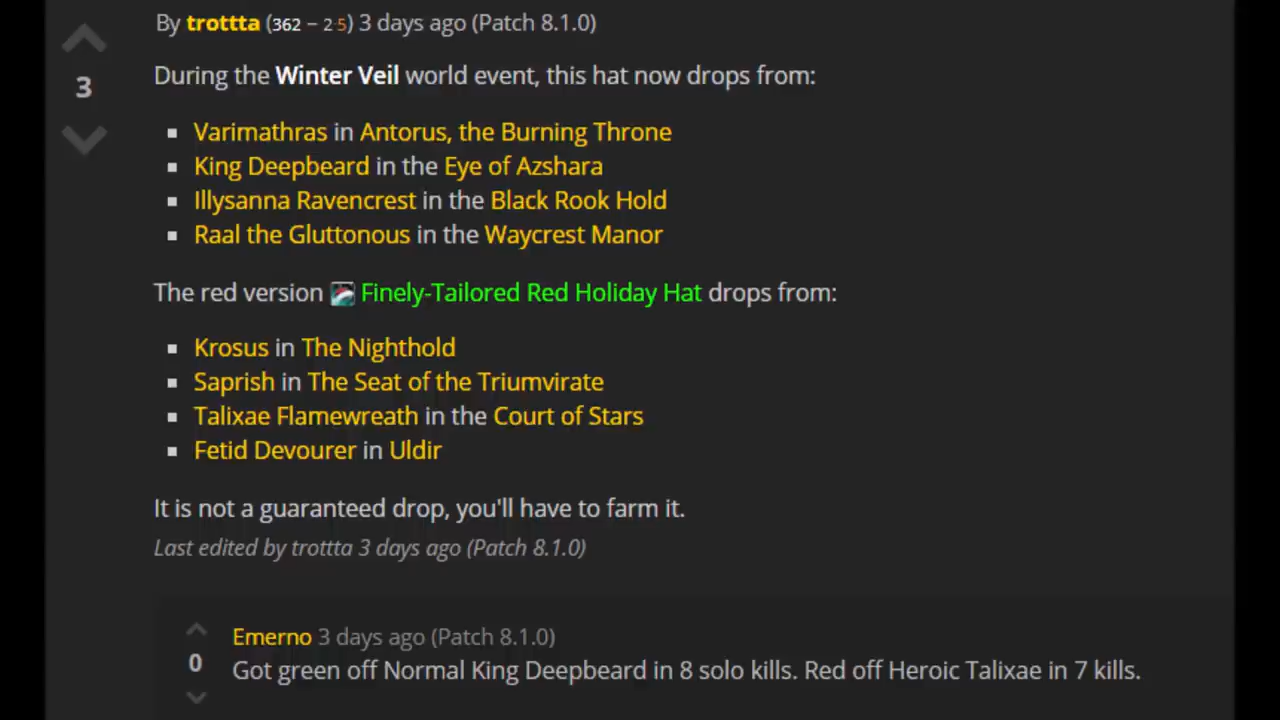 By trottta (362 – 2·5) 3 days ago (Patch 8.1.0)
3
During the Winter Veil world event, this hat now drops from:
Varimathras in Antorus, the Burning Throne
King Deepbeard in the Eye of Azshara
Illysanna Ravencrest in the Black Rook Hold
Raal the Gluttonous in the Waycrest Manor
The red version Finely-Tailored Red Holiday Hat drops from:
Krosus in The Nighthold
Saprish in The Seat of the Triumvirate
Talixae Flamewreath in the Court of Stars
Fetid Devourer in Uldir
It is not a guaranteed drop, you'll have to farm it.
Last edited by trottta 3 days ago (Patch 8.1.0)
Emerno 3 days ago (Patch 8.1.0)
0
Got green off Normal King Deepbeard in 8 solo kills. Red off Heroic Talixae in 7 kills.